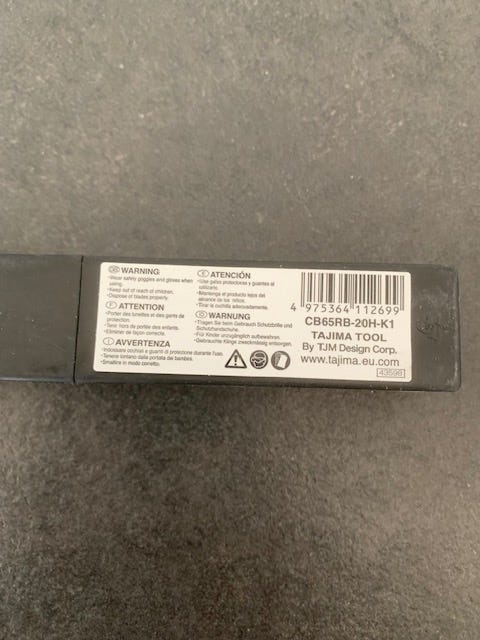 GB WARNING
•Wear safety goggles and gloves when
using.
•Keep out of reach of children.
•Dispose of blades properly.
F ATTENTION
•Porter des lunettes et des gants de
protection.
•Tenir hors de portée des enfants.
•Eliminer de façon correcte.
I AVVERTENZA
•Indossare occhiali e guanti di protezione durante l'uso.
•Tenere lontano dalla portata dei bambini.
•Smaltire in modo corretto.
E ATENCIÓN
•Use gafas protectoras y guantes al
utilizarlo.
•Mantenga el producto lejos del
alcance de los niños.
•Tirar la cuchilla adecuadamente.
D WARNUNG
•Tragen Sie beim Gebrauch Schutzbrille und
Schutzhandschuhe.
•Für Kinder unzugänglich aufbewahren.
•Gebrauchte Klinge zweckmässig entsorgen.
4 975364 112699
CB65RB-20H-K1
TAJIMA TOOL
By TJM Design Corp.
www.tajima.eu.com
43598